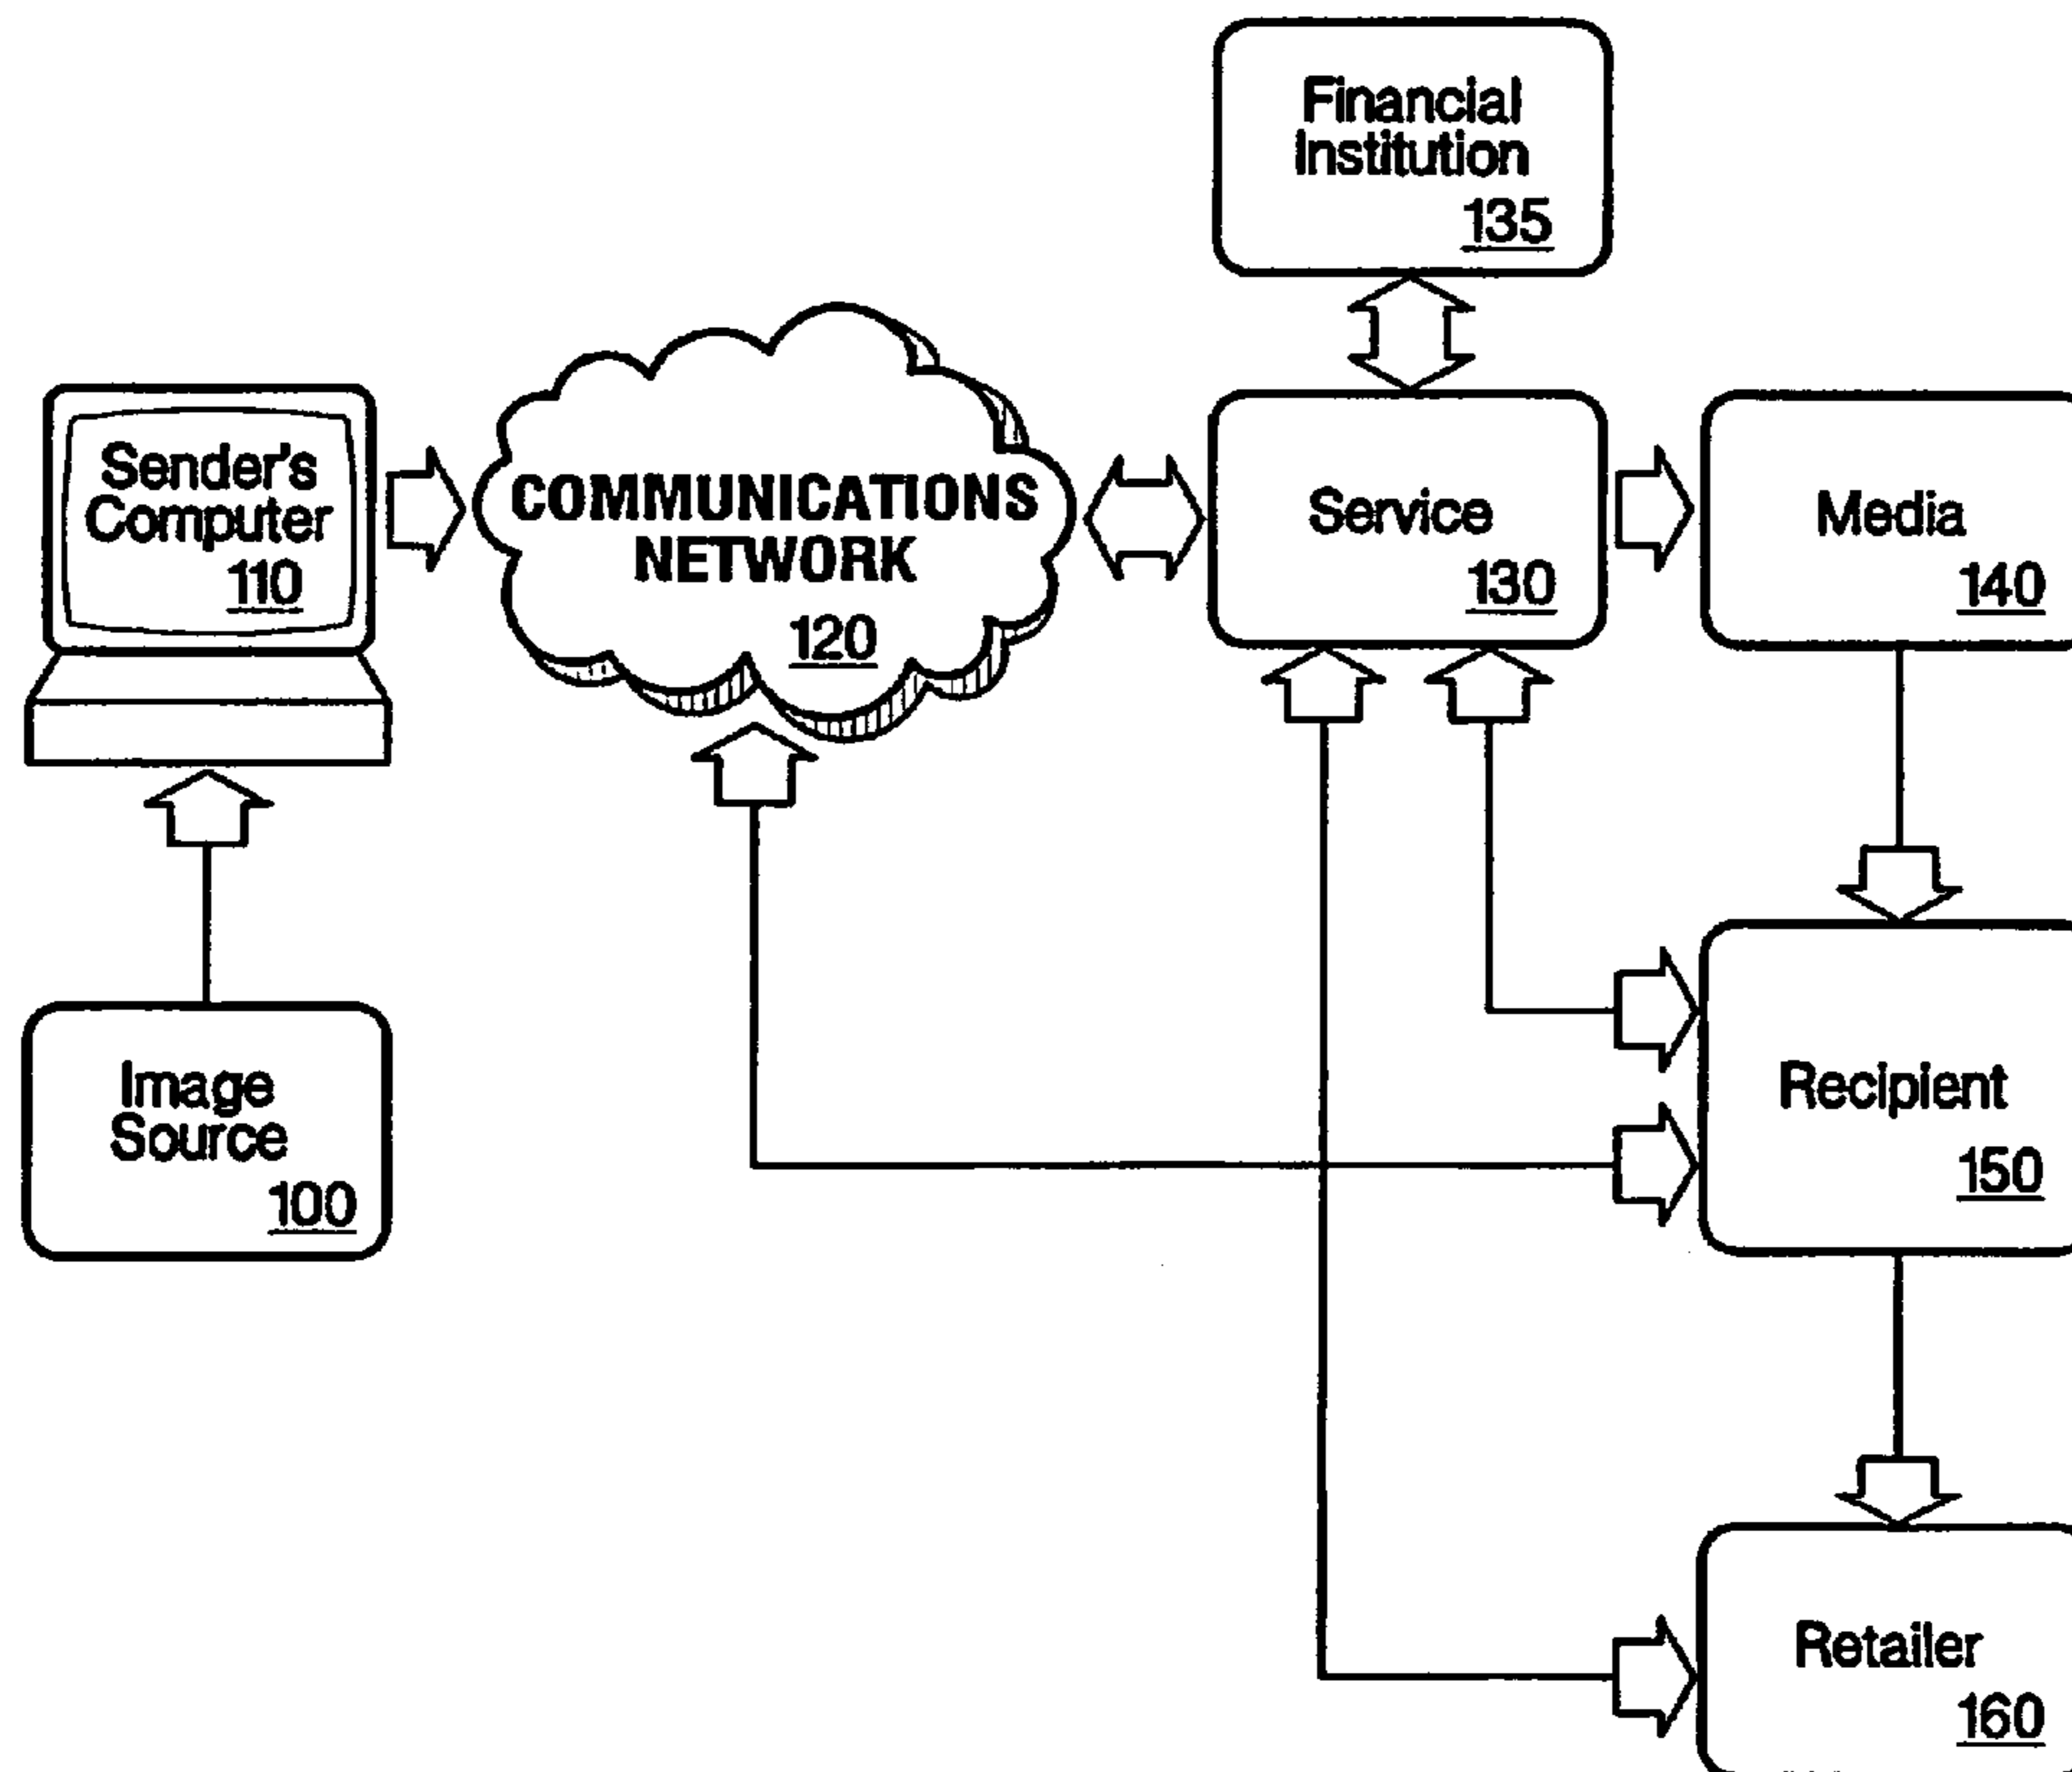 Financial
Institution
135
Sender's
Computer
110
COMMUNICATIONS
NETWORK
120
Service
130
Media
140
Image
Source
100
Recipient
150
Retailer
160